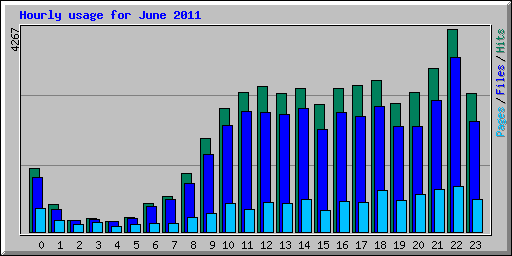 Hourly usage for June 2011
4267
Pages / Files / Hits
0 1 2 3 4 5 6 7 8 9 10 11 12 13 14 15 16 17 18 19 20 21 22 23